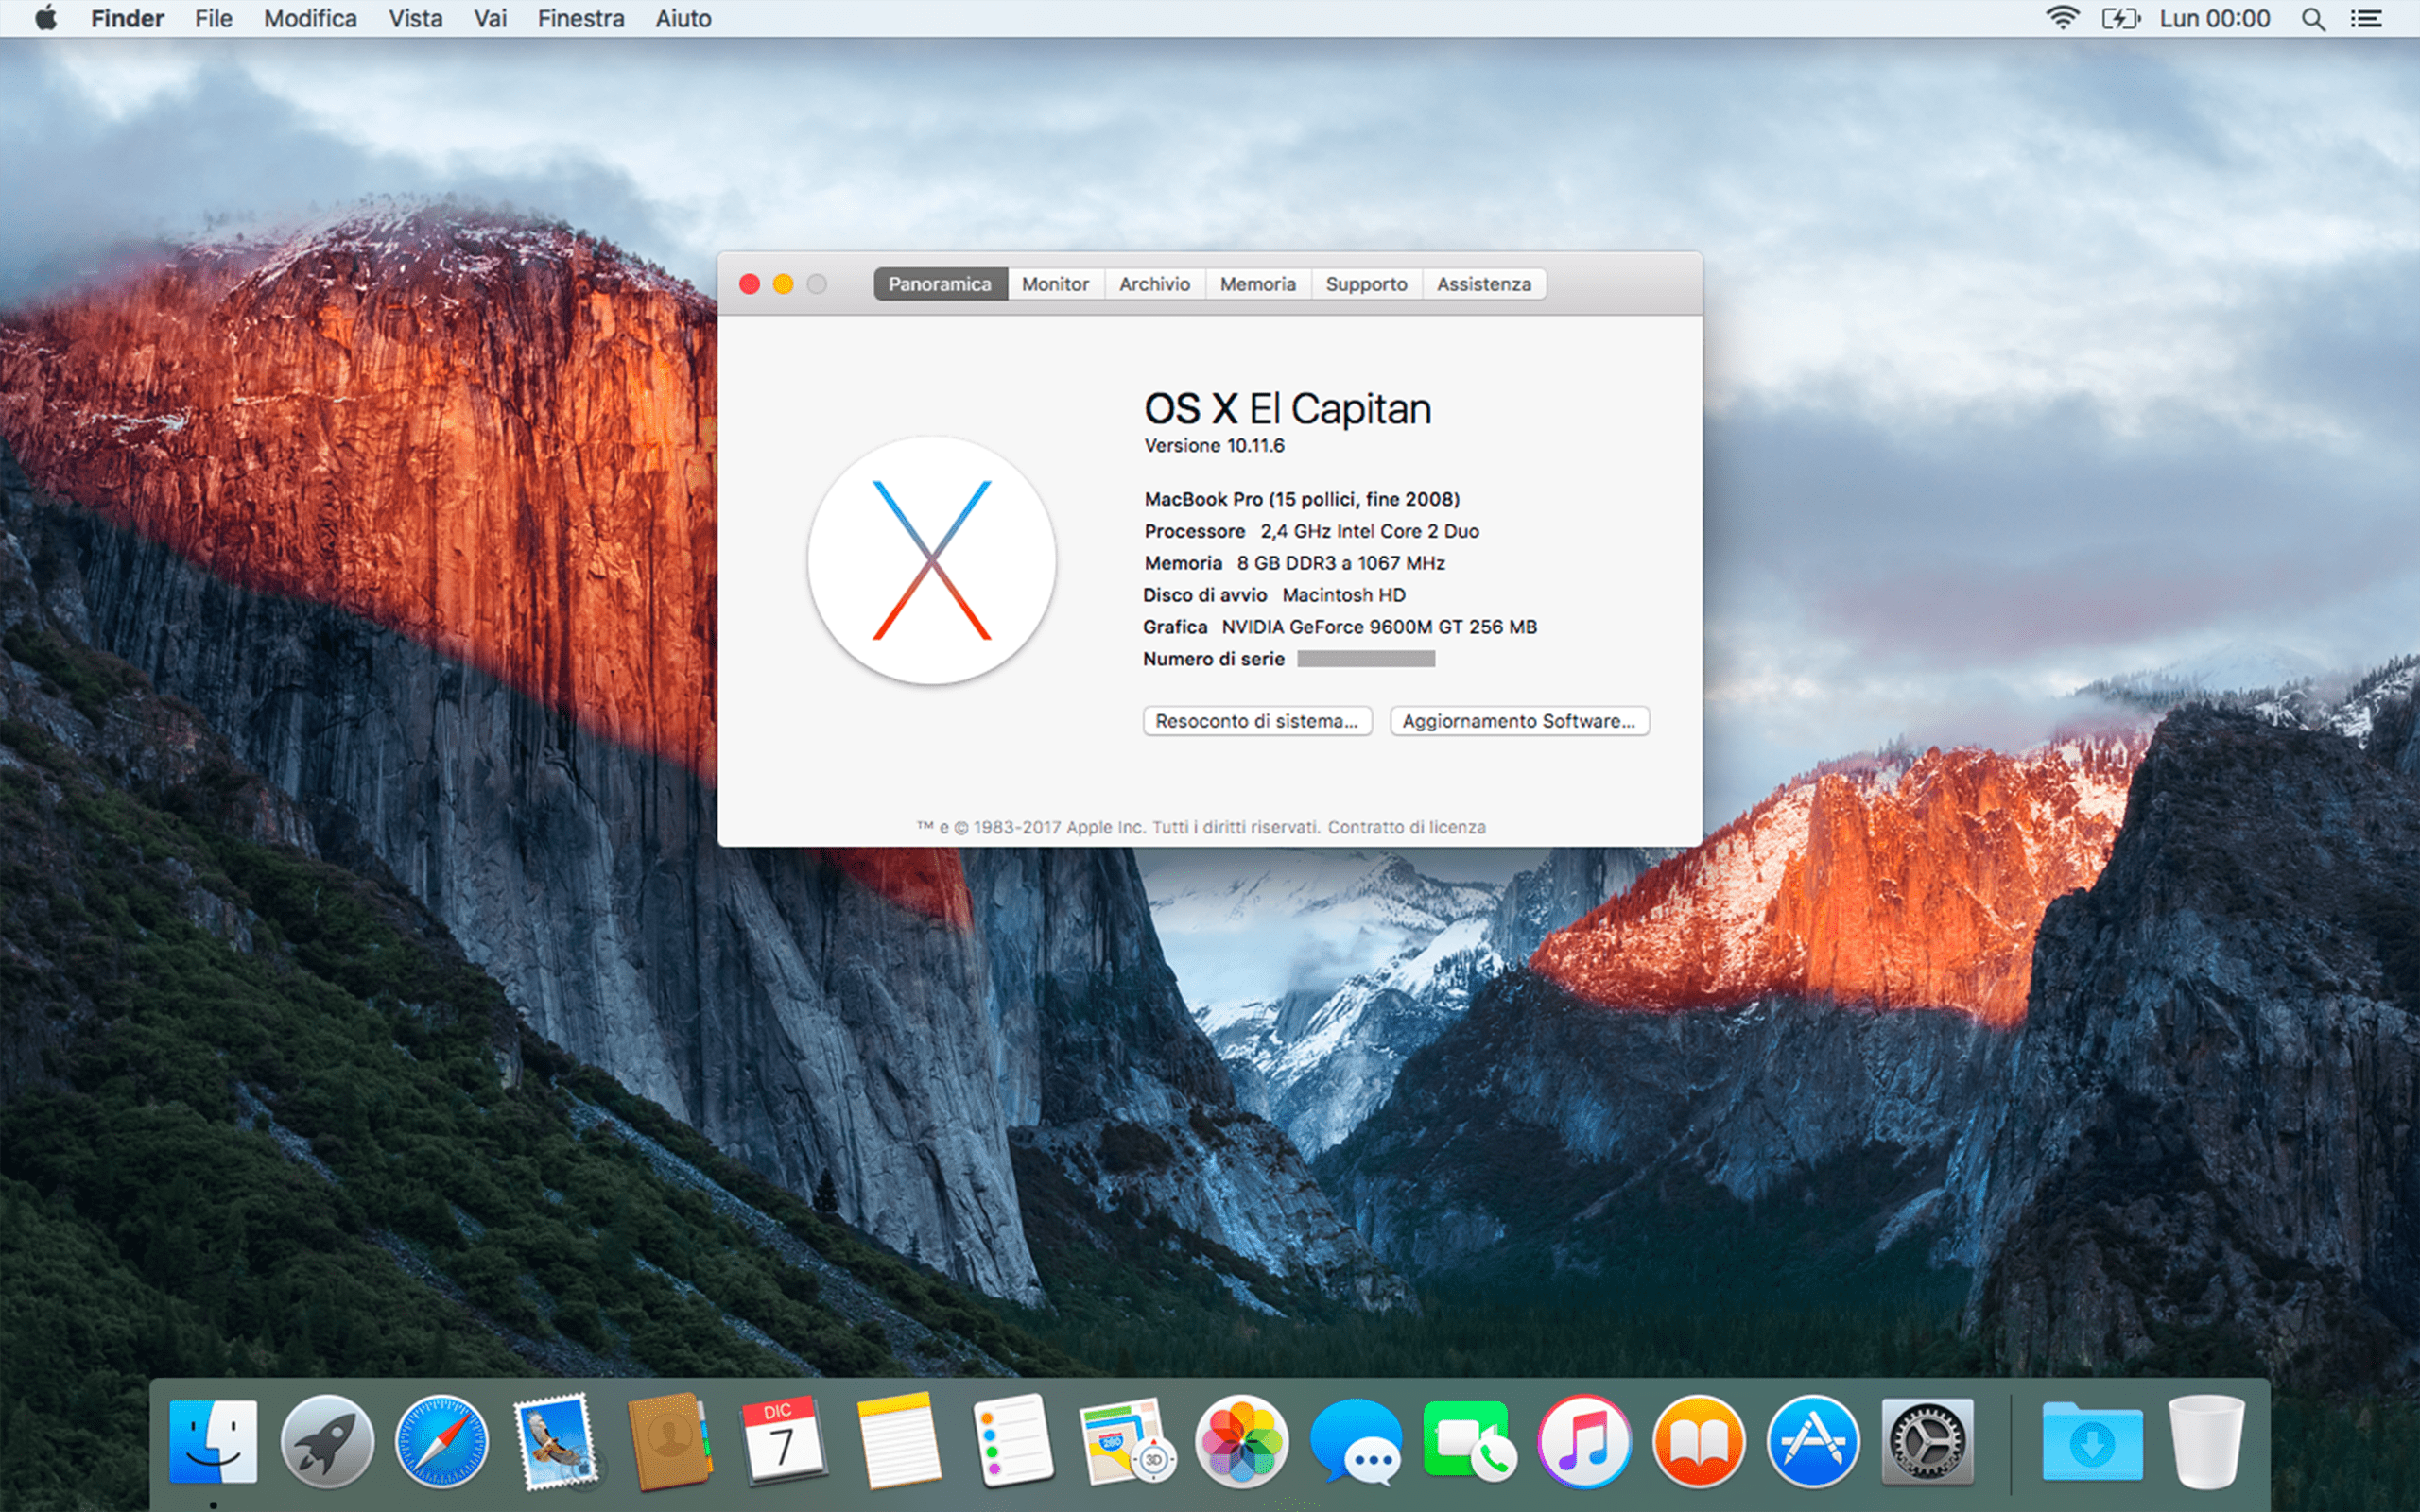 Finder File Modifica Vista Vai Finestra Aiuto Lun 00:00
Panoramica Monitor Archivio Memoria Supporto Assistenza
OS X El Capitan
Versione 10.11.6
MacBook Pro (15 pollici, fine 2008)
Processore 2,4 GHz Intel Core 2 Duo
Memoria 8 GB DDR3 a 1067 MHz
Disco di avvio Macintosh HD
Grafica NVIDIA GeForce 9600M GT 256 MB
Numero di serie
Resoconto di sistema... Aggiornamento Software...
™ e © 1983-2017 Apple Inc. Tutti i diritti riservati. Contratto di licenza
DIC
7
280
3D